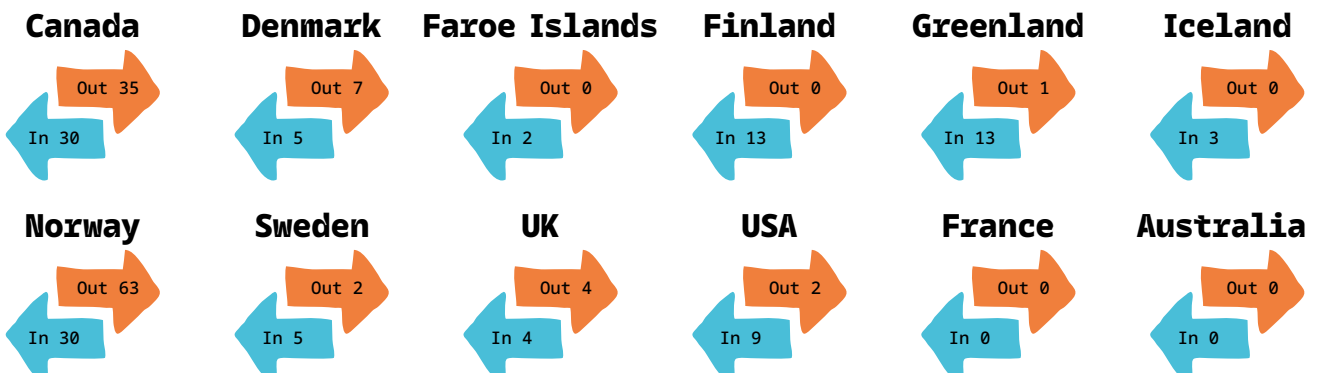 Canada Denmark Faroe Islands Finland Greenland Iceland
Out 35 Out 7 Out 0 Out 0 Out 1 Out 0
In 30 In 5 In 2 In 13 In 13 In 3
Norway Sweden UK USA France Australia
Out 63 Out 2 Out 4 Out 2 Out 0 Out 0
In 30 In 5 In 4 In 9 In 0 In 0